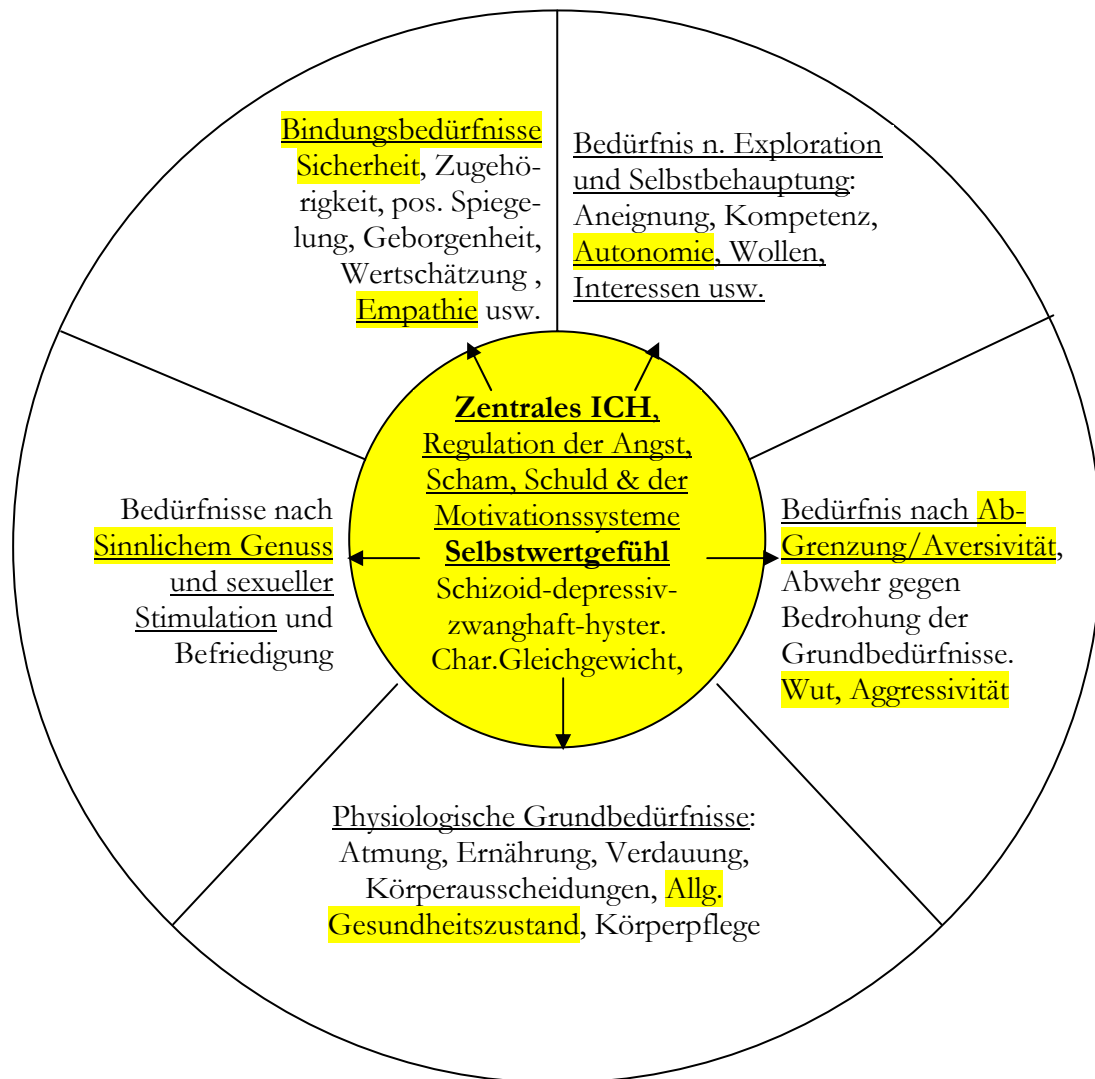 Bindungsbedürfnisse
Sicherheit, Zugehö-
rigkeit, pos. Spiege-
lung, Geborgenheit,
Wertschätzung ,
Empathie usw.
Bedürfnis n. Exploration
und Selbstbehauptung:
Aneignung, Kompetenz,
Autonomie, Wollen,
Interessen usw.
Zentrales ICH,
Regulation der Angst,
Scham, Schuld & der
Motivationssysteme
Selbstwertgefühl
Schizoid-depressiv-
zwanghaft-hyster.
Char.Gleichgewicht,
Bedürfnisse nach
Sinnlichem Genuss
und sexueller
Stimulation und
Befriedigung
Bedürfnis nach Ab-
Grenzung/Aversivität,
Abwehr gegen
Bedrohung der
Grundbedürfnisse.
Wut, Aggressivität
Physiologische Grundbedürfnisse:
Atmung, Ernährung, Verdauung,
Körperausscheidungen, Allg.
Gesundheitszustand, Körperpflege